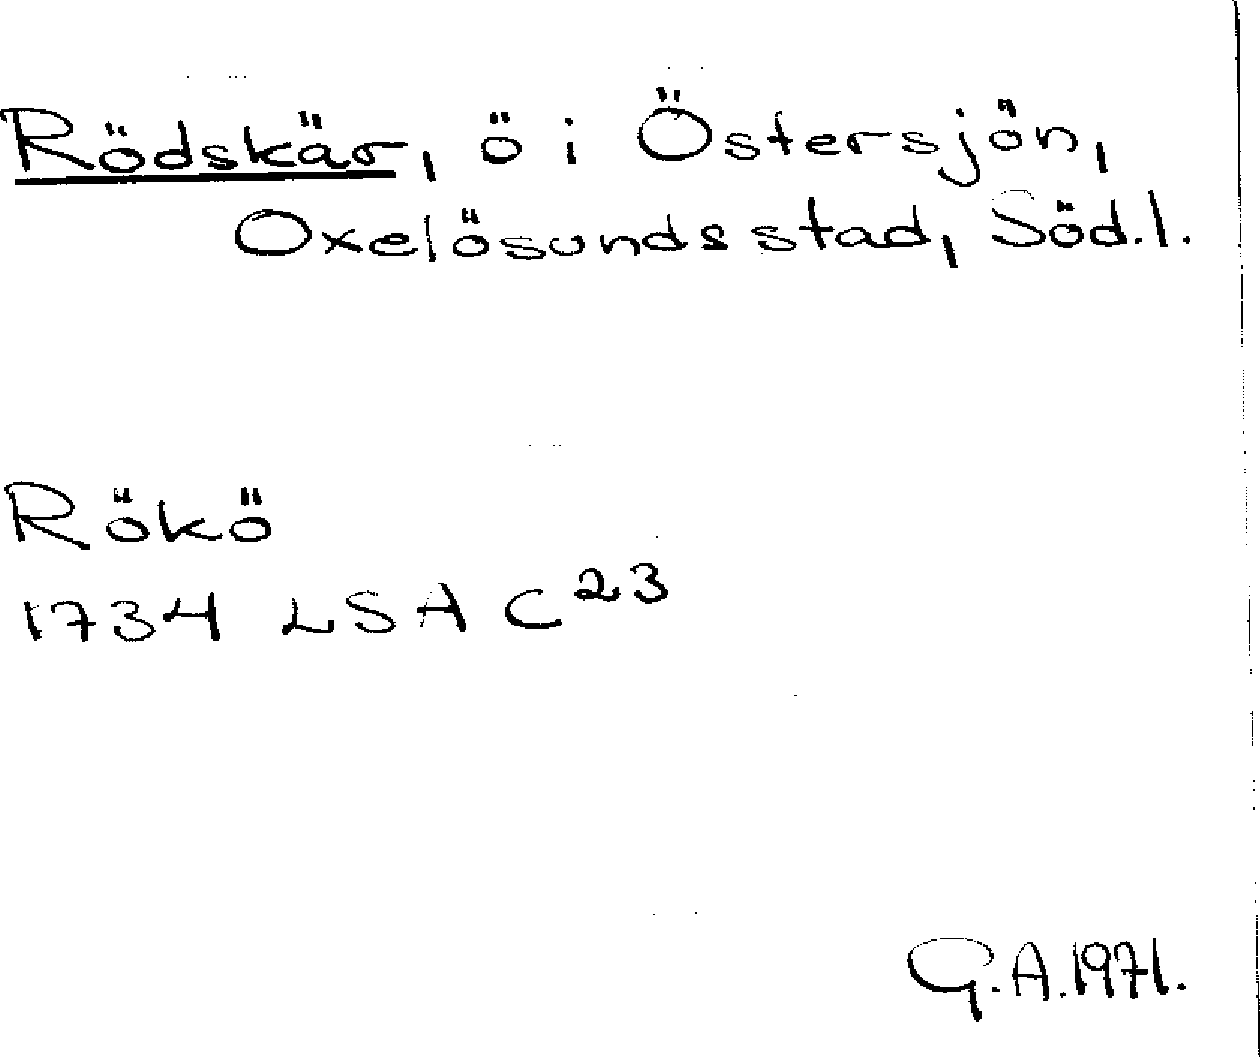 Rödskär, ö i Östersjön,
Oxelösunds stad, Söd.l.
Rökö
1734 LSA C²³
G.A.1971.